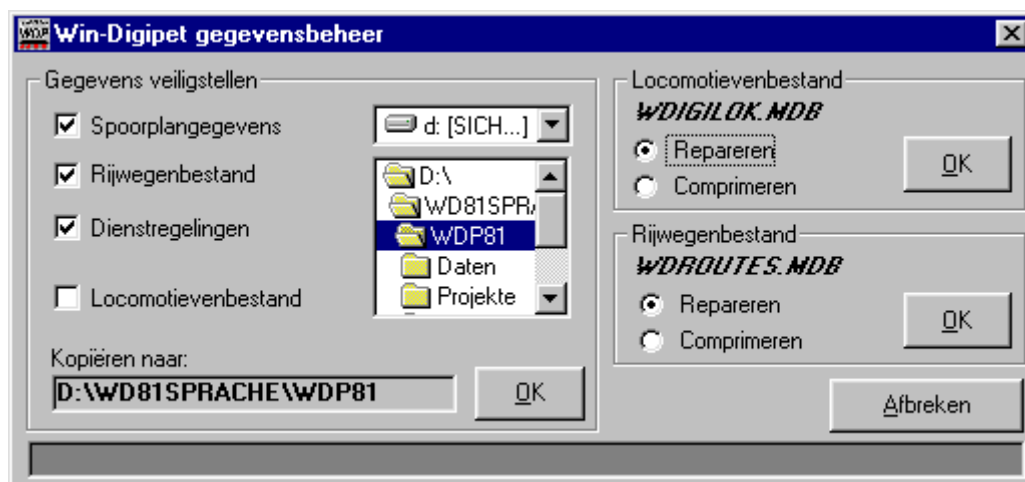 Win-Digipet gegevensbeheer
Gegevens veiligstellen
Spoorplangegevens
d: [SICH...]
Rijwegenbestand
Dienstregelingen
Locomotievenbestand
D:\
WD81SPR
WDP81
Daten
Projekte
Kopiëren naar:
D:\WD81SPRACHE\WDP81
OK
Locomotievenbestand
WDIGILOK.MDB
Repareren
Comprimeren
OK
Rijwegenbestand
WDROUTES.MDB
Repareren
Comprimeren
OK
Afbreken